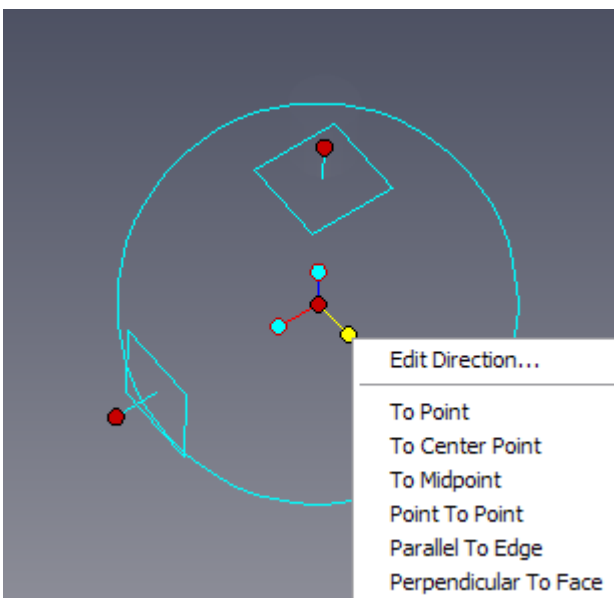 Edit Direction...
To Point
To Center Point
To Midpoint
Point To Point
Parallel To Edge
Perpendicular To Face